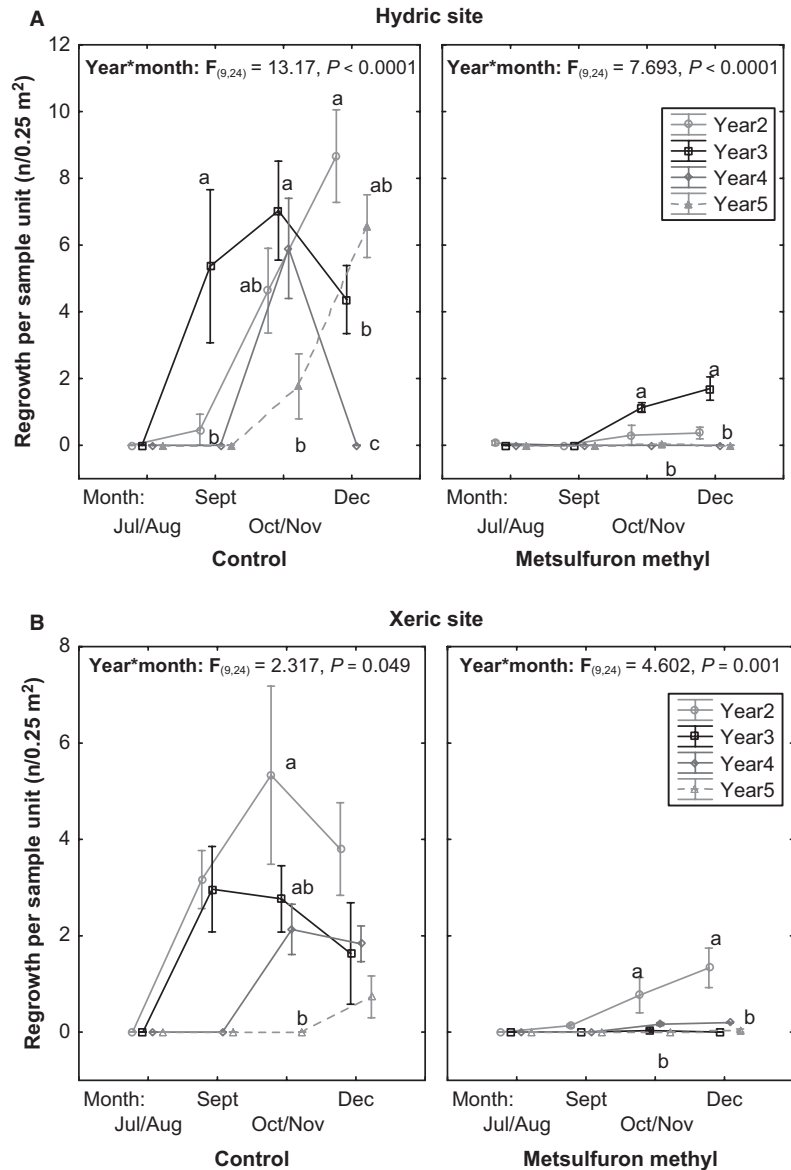 A
Hydric site
Year*month: F(9,24) = 13.17, P < 0.0001
Year*month: F(9,24) = 7.693, P < 0.0001
Regrowth per sample unit (n/0.25 m²)
12
10
8
6
4
2
0
a
a
a
ab
ab
b
b
b
c
Year2
Year3
Year4
Year5
a
a
b
b
Month:
Sept
Dec
Sept
Dec
Jul/Aug
Oct/Nov
Jul/Aug
Oct/Nov
Control
Metsulfuron methyl
B
Xeric site
Year*month: F(9,24) = 2.317, P = 0.049
Year*month: F(9,24) = 4.602, P = 0.001
Regrowth per sample unit (n/0.25 m²)
8
6
4
2
0
a
ab
b
Year2
Year3
Year4
Year5
a
a
b
b
Month:
Sept
Dec
Sept
Dec
Jul/Aug
Oct/Nov
Jul/Aug
Oct/Nov
Control
Metsulfuron methyl